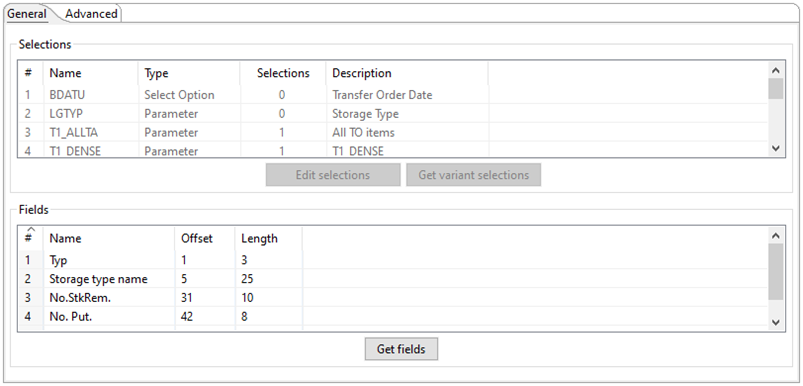 General Advanced
Selections
# Name Type Selections Description
1 BDATU Select Option 0 Transfer Order Date
2 LGTYP Parameter 0 Storage Type
3 T1_ALLTA Parameter 1 All TO items
4 T1_DENSE Parameter 1 T1_DENSE
Edit selections Get variant selections
Fields
# Name Offset Length
1 Typ 1 3
2 Storage type name 5 25
3 No.StkRem. 31 10
4 No. Put. 42 8
Get fields